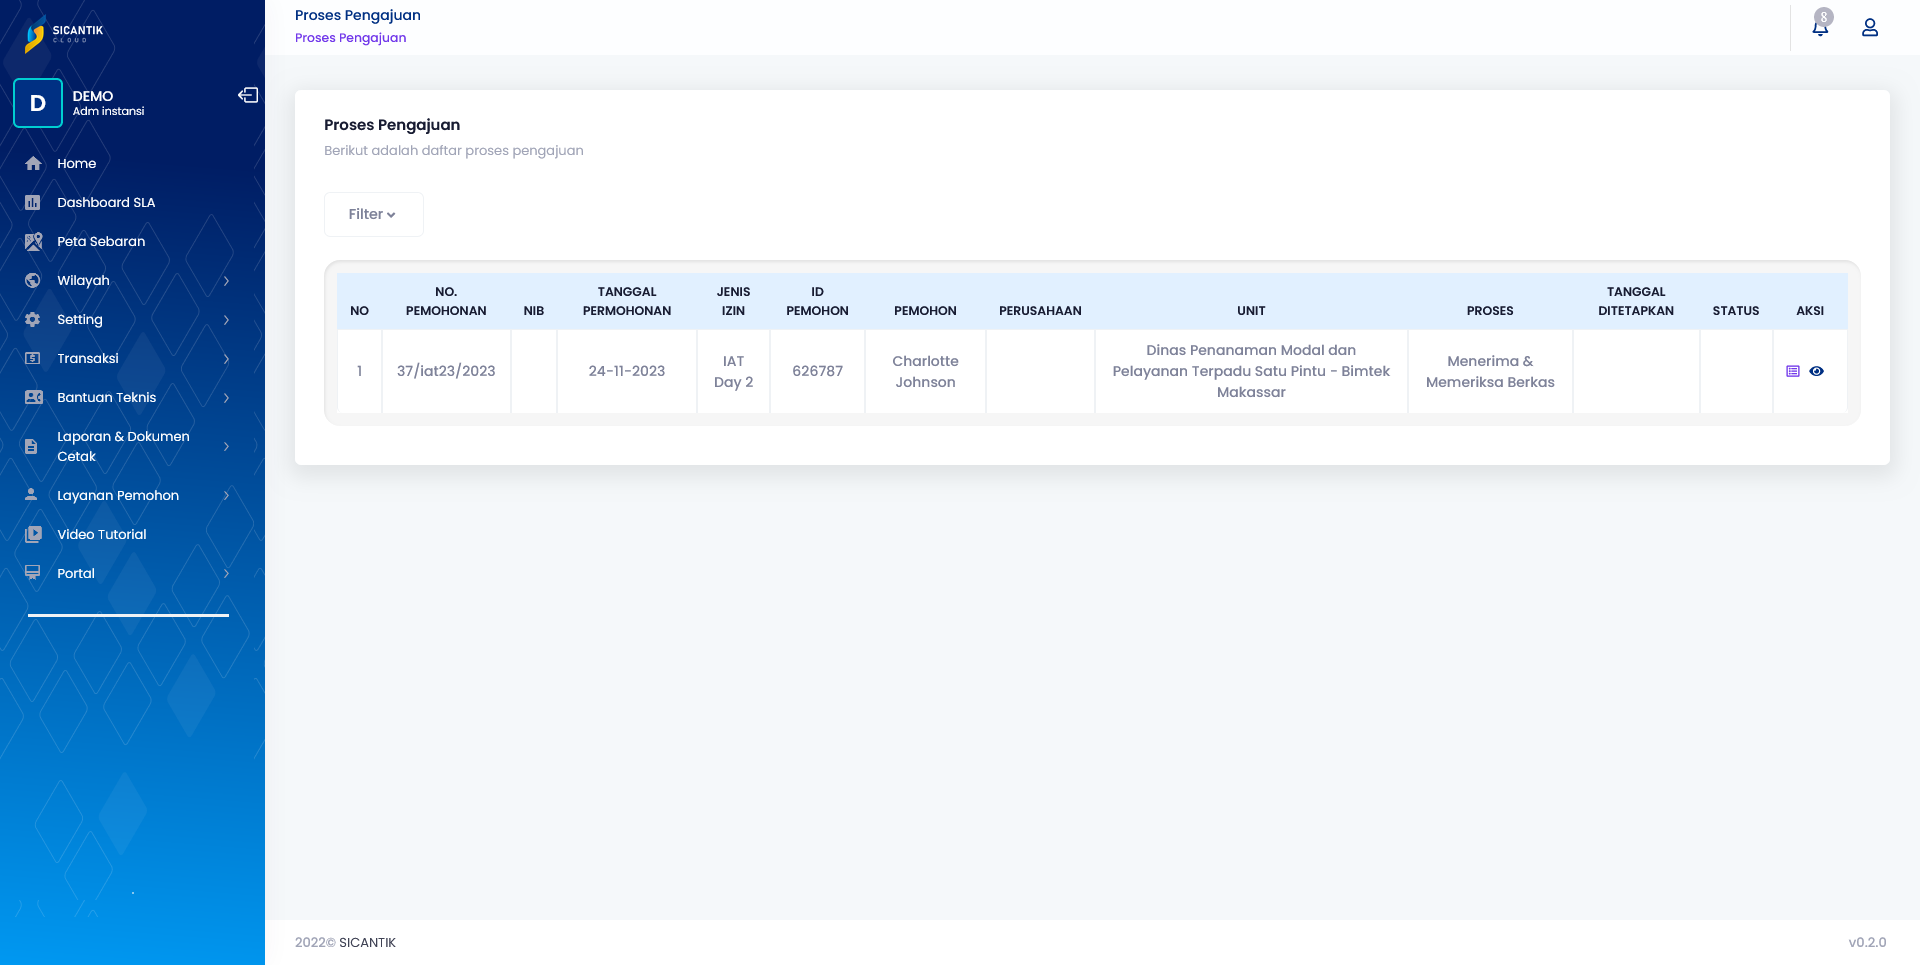 SICANTIK
CLOUD
DEMO
Adm instansi
D
Home
Dashboard SLA
Peta Sebaran
Wilayah
Setting
Transaksi
Bantuan Teknis
Laporan & Dokumen
Cetak
Layanan Pemohon
Video Tutorial
Portal
Proses Pengajuan
Proses Pengajuan
8
Proses Pengajuan
Berikut adalah daftar proses pengajuan
Filter
NO
NO.
PEMOHONAN
NIB
TANGGAL
PERMOHONAN
JENIS
IZIN
ID
PEMOHON
PEMOHON
PERUSAHAAN
UNIT
PROSES
TANGGAL
DITETAPKAN
STATUS
AKSI
1
37/iat23/2023
24-11-2023
IAT
Day 2
626787
Charlotte
Johnson
Dinas Penanaman Modal dan
Pelayanan Terpadu Satu Pintu - Bimtek
Makassar
Menerima &
Memeriksa Berkas
2022© SICANTIK
v0.2.0